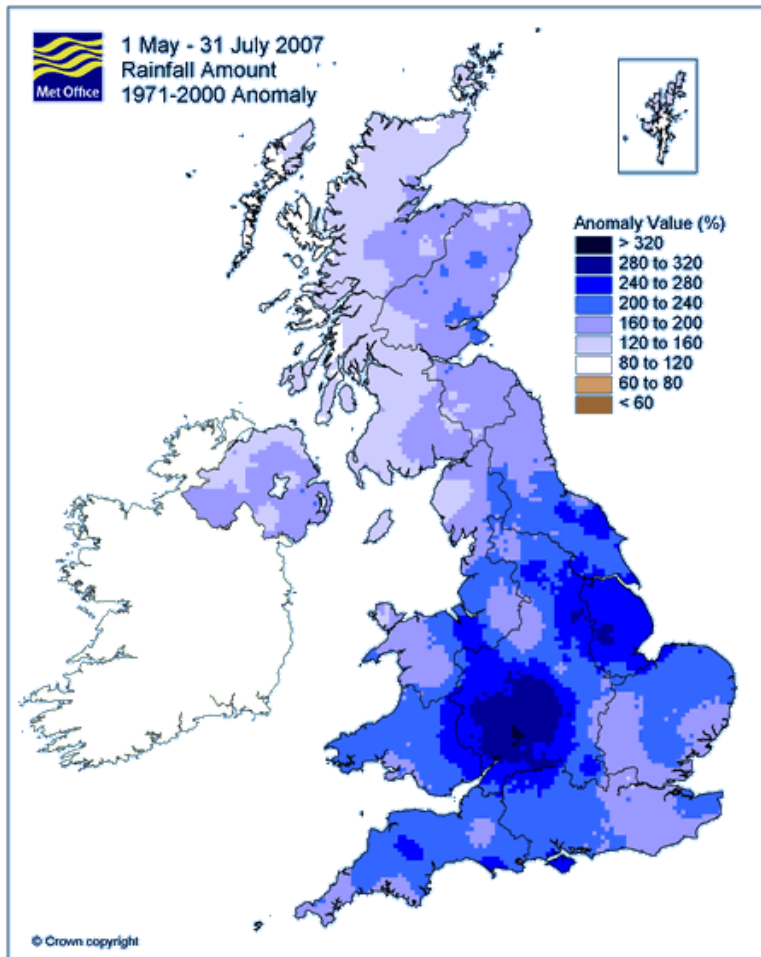 Met Office
1 May - 31 July 2007
Rainfall Amount
1971-2000 Anomaly
Anomaly Value (%)
> 320
280 to 320
240 to 280
200 to 240
160 to 200
120 to 160
80 to 120
60 to 80
< 60
© Crown copyright